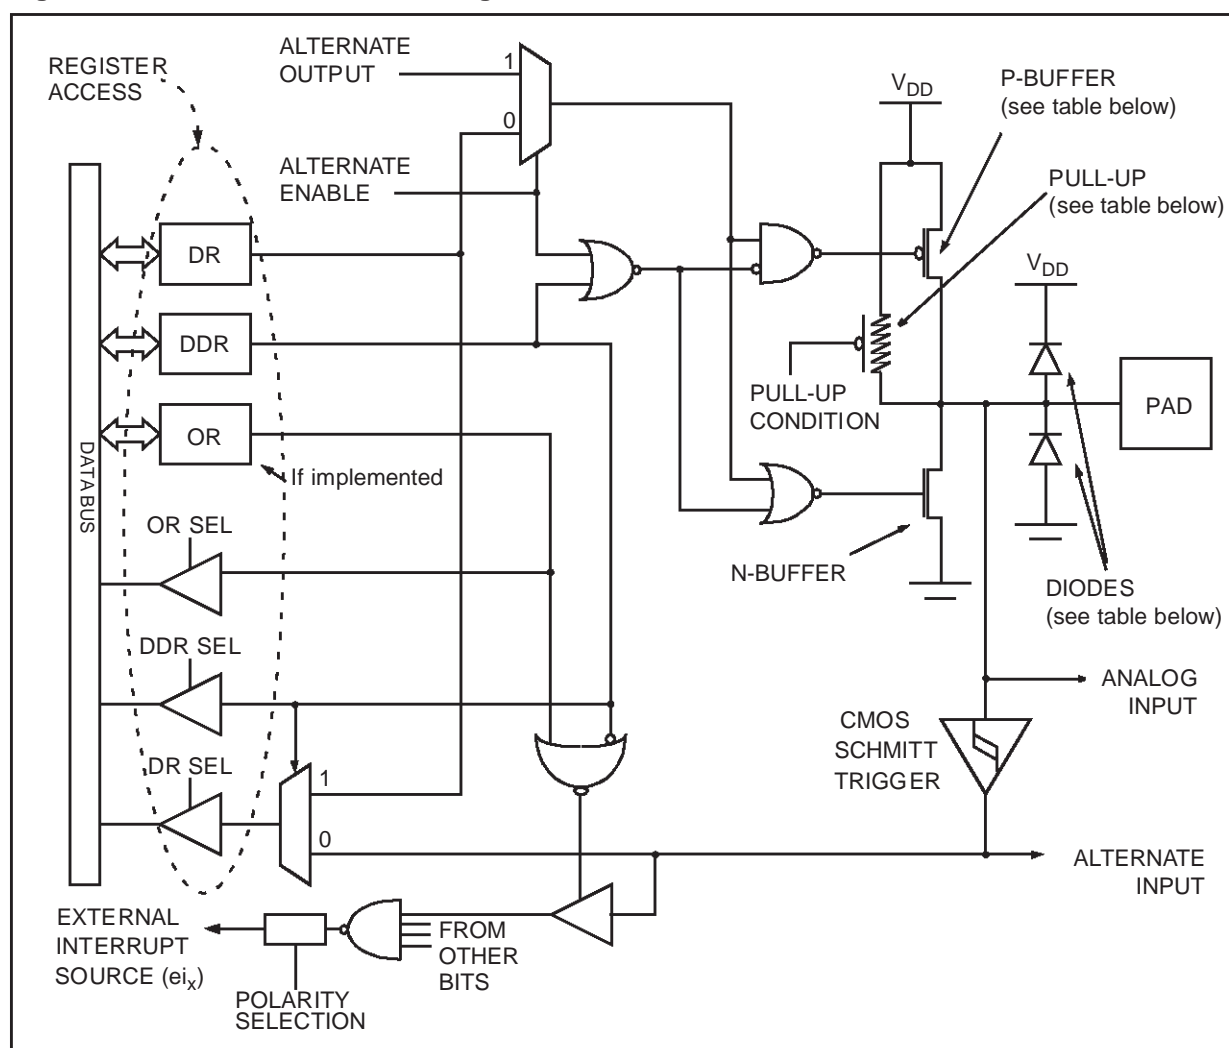 ALTERNATE
OUTPUT
1
0
REGISTER
ACCESS
ALTERNATE
ENABLE
VDD
P-BUFFER
(see table below)
PULL-UP
(see table below)
VDD
DR
DDR
OR
If implemented
DATABUS
PULL-UP
CONDITION
PAD
OR SEL
N-BUFFER
DIODES
(see table below)
DDR SEL
ANALOG
INPUT
CMOS
SCHMITT
TRIGGER
DR SEL
1
0
ALTERNATE
INPUT
EXTERNAL
INTERRUPT
SOURCE (eix)
FROM
OTHER
BITS
POLARITY
SELECTION